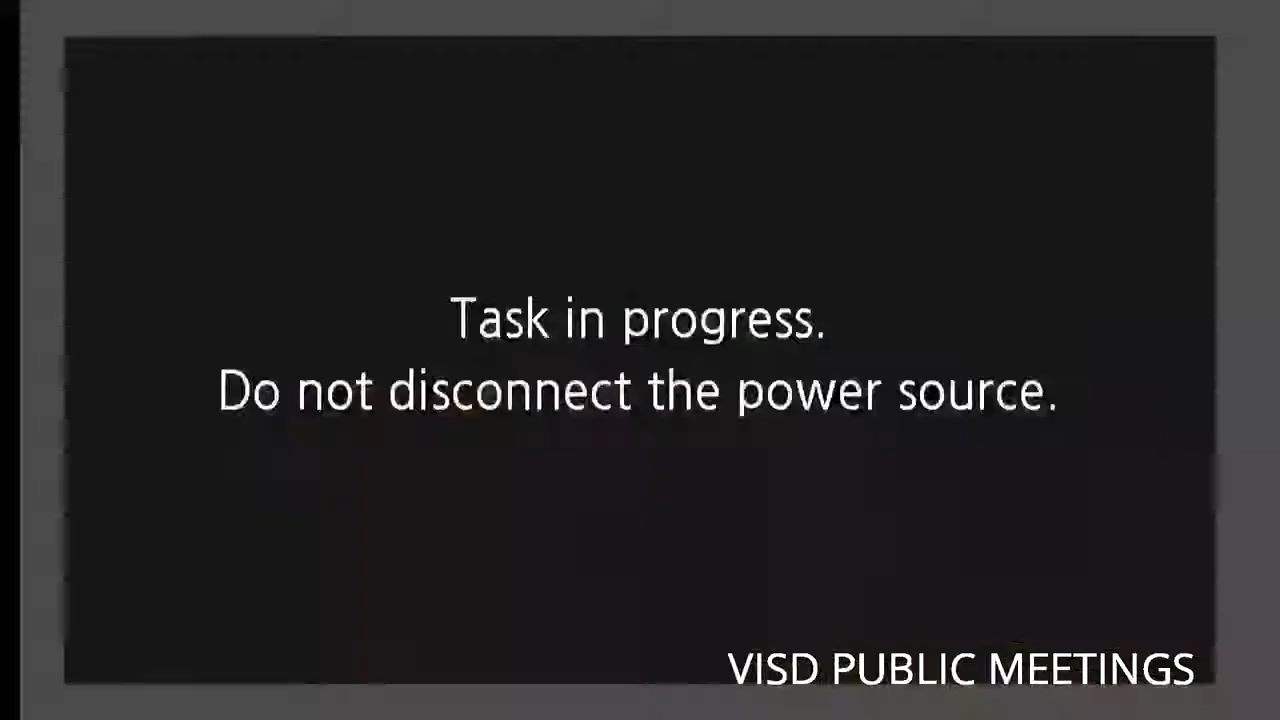 Task in progress.
Do not disconnect the power source.
VISD PUBLIC MEETINGS